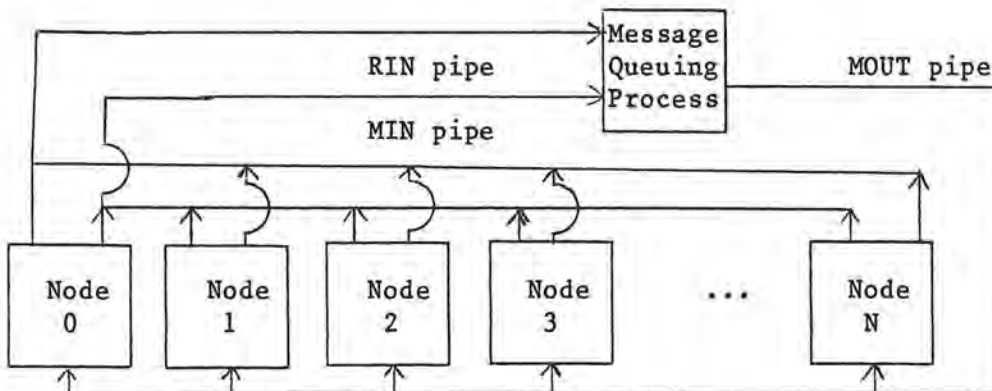 Message
Queuing
Process
RIN pipe
MOUT pipe
MIN pipe
Node
0
Node
1
Node
2
Node
3
...
Node
N